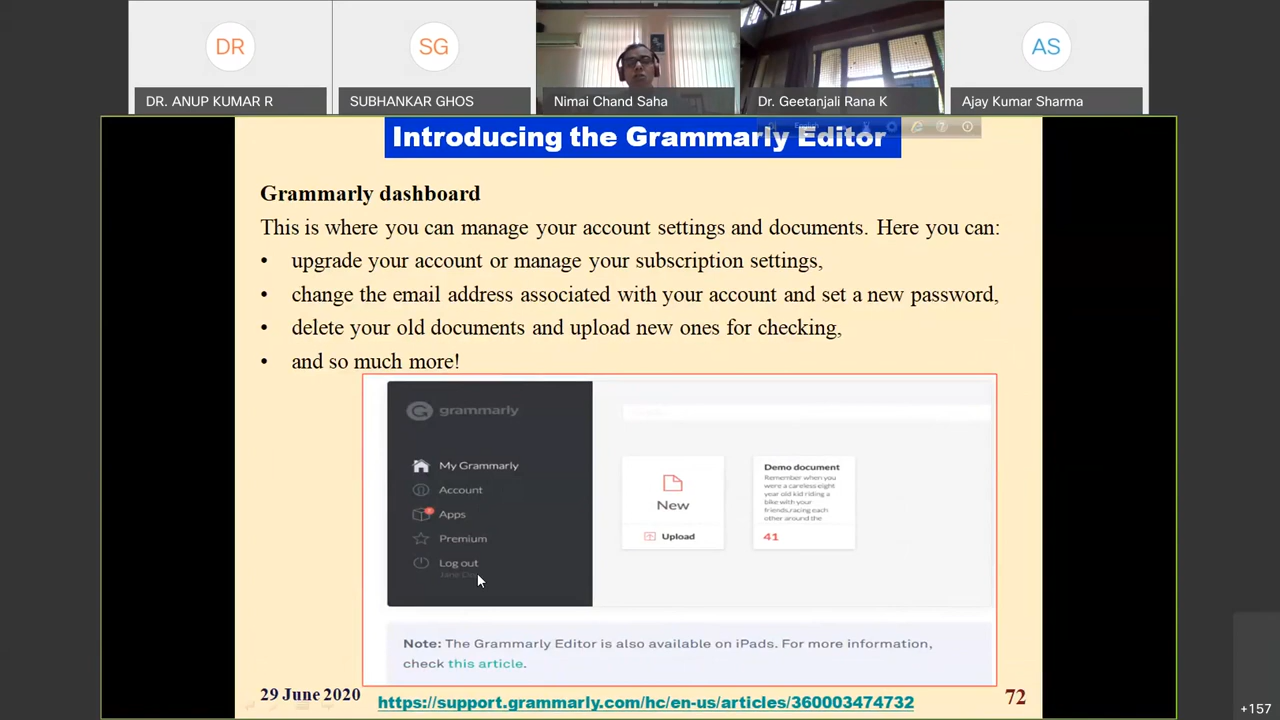 DR
SG
AS
DR. ANUP KUMAR R
SUBHANKAR GHOS
Nimai Chand Saha
Dr. Geetanjali Rana K
Ajay Kumar Sharma
English
Introducing the Grammarly Editor
Grammarly dashboard
This is where you can manage your account settings and documents. Here you can:
• upgrade your account or manage your subscription settings,
• change the email address associated with your account and set a new password,
• delete your old documents and upload new ones for checking,
• and so much more!
grammarly
My Grammarly
Account
Apps
Premium
Log out
New
Upload
Demo document
Remember when you
were a careless eight
year old kid riding a
bike with your
friends,racing each
other around the
41
Note: The Grammarly Editor is also available on iPads. For more information,
check this article.
29 June 2020
https://support.grammarly.com/hc/en-us/articles/360003474732
72
+157